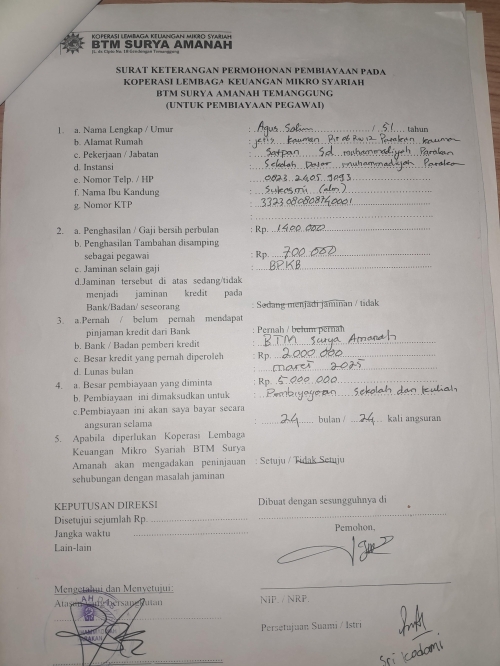 KOPERASI LEMBAGA KEUANGAN MIKRO SYARIAH
BTM SURYA AMANAH
SURAT KETERANGAN PERMOHONAN PEMBIAYAAN PADA
KOPERASI LEMBAGA KEUANGAN MIKRO SYARIAH
BTM SURYA AMANAH TEMANGGUNG
(UNTUK PEMBIAYAAN PEGAWAI)
1. a. Nama Lengkap / Umur : Agus Salim / 51 tahun
b. Alamat Rumah : Kauman Parakan Kauman
c. Pekerjaan / Jabatan : Satpam Sd muhammadiyah Parakan
d. Instansi : Sekolah Dasar muhammadiyah Parakan
e. Nomor Telp. / HP
f. Nama Ibu Kandung : (alm)
g. Nomor KTP
2. a. Penghasilan / Gaji bersih perbulan : Rp. 1400.000
b. Penghasilan Tambahan disamping
sebagai pegawai : Rp. 700.000
c. Jaminan selain gaji : BPKB
d.Jaminan tersebut di atas sedang/tidak
menjadi jaminan kredit pada
Bank/Badan/ seseorang : Sedang menjadi jaminan / tidak
3. a.Pernah / belum pernah mendapat
pinjaman kredit dari Bank : Pernah / belum pernah
b. Bank / Badan pemberi kredit : BTM Surya Amanah
c. Besar kredit yang pernah diperoleh : Rp. 2.000.000
d. Lunas bulan : maret 2025
4. a. Besar pembiayaan yang diminta : Rp. 5.000.000
b. Pembiayaan ini dimaksudkan untuk : Sekolah dan kuliah
c.Pembiayaan ini akan saya bayar secara
angsuran selama : 24 bulan / 24 kali angsuran
5. Apabila diperlukan Koperasi Lembaga
Keuangan Mikro Syariah BTM Surya
Amanah akan mengadakan peninjauan
sehubungan dengan masalah jaminan : Setuju / Tidak Setuju
KEPUTUSAN DIREKSI
Disetujui sejumlah Rp
Jangka waktu
Lain-lain
Dibuat dengan sesungguhnya di
Pemohon,
Mengetahui dan Menyetujui:
Atasan yang bersangkutan
NIP. / NRP.
Persetujuan Suami / Istri